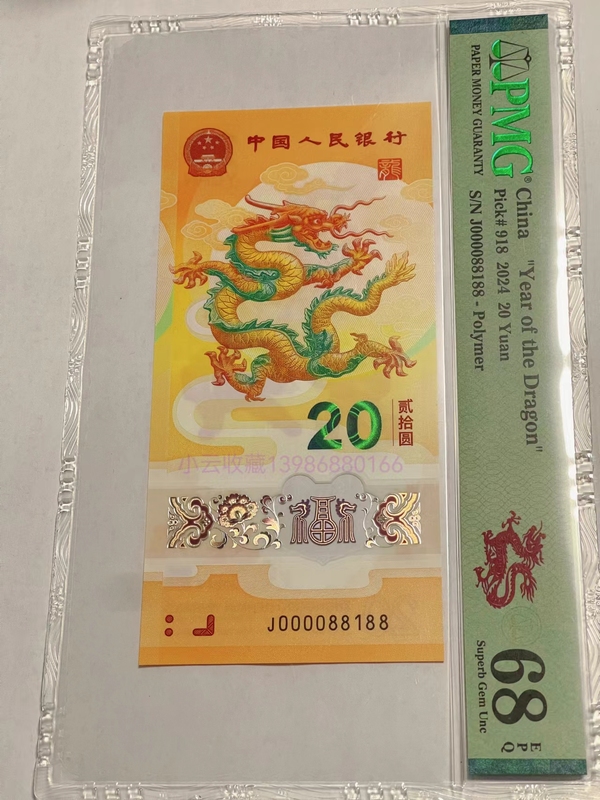 中国人民银行
龍
20
贰拾圆
小云收藏13986880166
J000088188
PMG®
PAPER MONEY GUARANTY
China "Year of the Dragon"
Pick# 918 2024 20 Yuan
S/N J000088188 - Polymer
68 EPQ
Superb Gem Unc